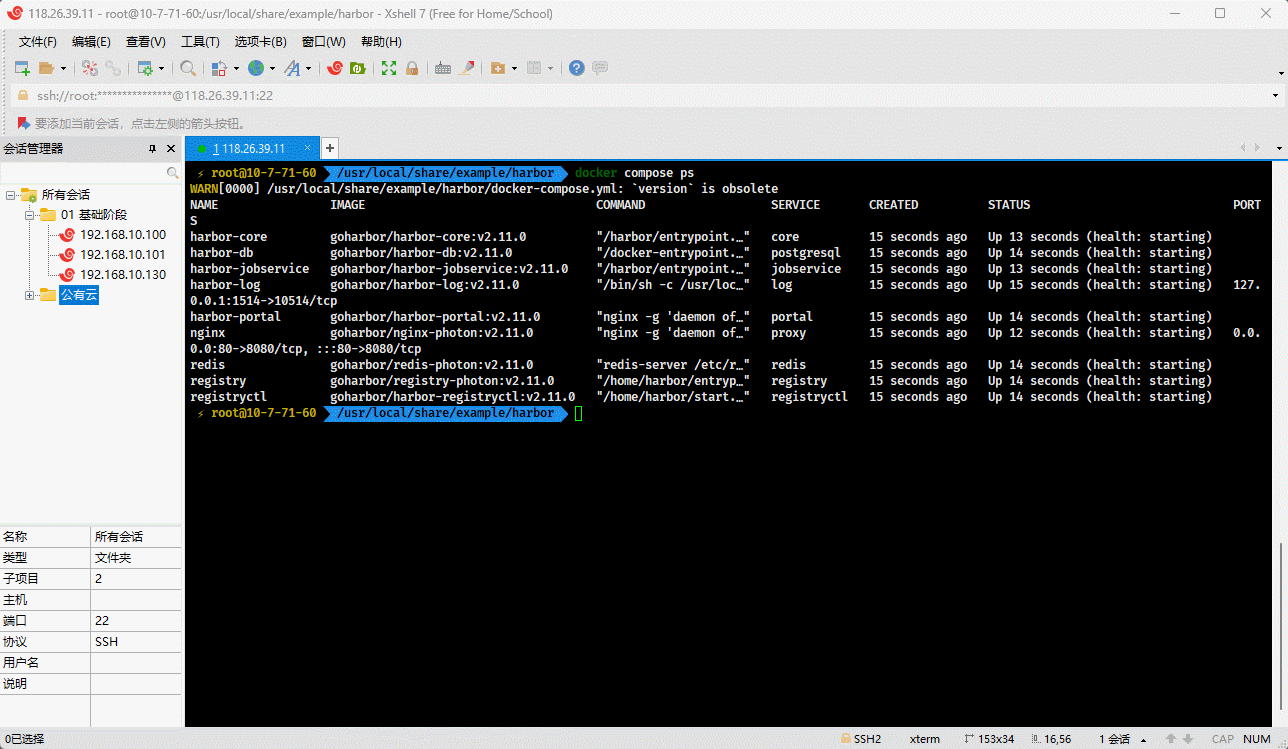 118.26.39.11 - root@10-7-71-60:/usr/local/share/example/harbor - Xshell 7 (Free for Home/School)
文件(F) 编辑(E) 查看(V) 工具(T) 选项卡(B) 窗口(W) 帮助(H)
ssh://root:***************@118.26.39.11:22
要添加当前会话，点击左侧的箭头按钮。
会话管理器
所有会话
01 基础阶段
192.168.10.100
192.168.10.101
192.168.10.130
公有云
名称 所有会话
类型 文件夹
子项目 2
主机
端口 22
协议 SSH
用户名
说明
1 118.26.39.11 × +
⚡ root@10-7-71-60 /usr/local/share/example/harbor docker compose ps
WARN[0000] /usr/local/share/example/harbor/docker-compose.yml: `version` is obsolete
NAME IMAGE COMMAND SERVICE CREATED STATUS PORT
S
harbor-core goharbor/harbor-core:v2.11.0 "/harbor/entrypoint.…" core 15 seconds ago Up 13 seconds (health: starting)
harbor-db goharbor/harbor-db:v2.11.0 "/docker-entrypoint.…" postgresql 15 seconds ago Up 14 seconds (health: starting)
harbor-jobservice goharbor/harbor-jobservice:v2.11.0 "/harbor/entrypoint.…" jobservice 15 seconds ago Up 13 seconds (health: starting)
harbor-log goharbor/harbor-log:v2.11.0 "/bin/sh -c /usr/loc…" log 15 seconds ago Up 15 seconds (health: starting) 127.
0.0.1:1514->10514/tcp
harbor-portal goharbor/harbor-portal:v2.11.0 "nginx -g 'daemon of…" portal 15 seconds ago Up 14 seconds (health: starting)
nginx goharbor/nginx-photon:v2.11.0 "nginx -g 'daemon of…" proxy 15 seconds ago Up 12 seconds (health: starting) 0.0.
0.0:80->8080/tcp, :::80->8080/tcp
redis goharbor/redis-photon:v2.11.0 "redis-server /etc/r…" redis 15 seconds ago Up 14 seconds (health: starting)
registry goharbor/registry-photon:v2.11.0 "/home/harbor/entryp…" registry 15 seconds ago Up 14 seconds (health: starting)
registryctl goharbor/harbor-registryctl:v2.11.0 "/home/harbor/start.…" registryctl 15 seconds ago Up 14 seconds (health: starting)
⚡ root@10-7-71-60 /usr/local/share/example/harbor
0已选择 SSH2 xterm 153x34 16,56 1 会话 CAP NUM